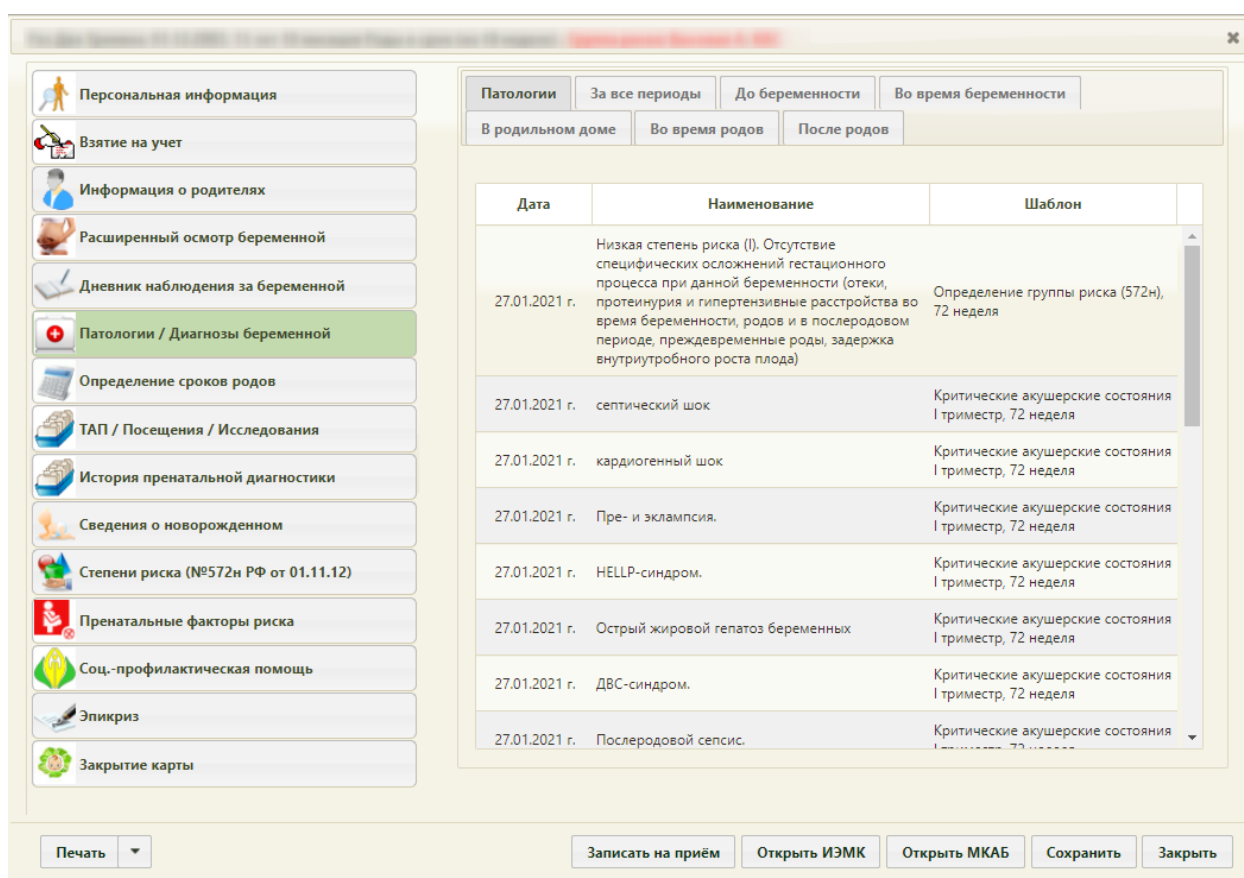 Персональная информация
Взятие на учет
Информация о родителях
Расширенный осмотр беременной
Дневник наблюдения за беременной
Патологии / Диагнозы беременной
Определение сроков родов
ТАП / Посещения / Исследования
История пренатальной диагностики
Сведения о новорожденном
Степени риска (№572н РФ от 01.11.12)
Пренатальные факторы риска
Соц.-профилактическая помощь
Эпикриз
Закрытие карты
Патологии За все периоды До беременности Во время беременности
В родильном доме Во время родов После родов
Дата Наименование Шаблон
Низкая степень риска (I). Отсутствие
специфических осложнений гестационного
процесса при данной беременности (отеки,
27.01.2021 г. протеинурия и гипертензивные расстройства во Определение группы риска (572н),
время беременности, родов и в послеродовом 72 неделя
периоде, преждевременные роды, задержка
внутриутробного роста плода)
27.01.2021 г. септический шок Критические акушерские состояния
I триместр, 72 неделя
27.01.2021 г. кардиогенный шок Критические акушерские состояния
I триместр, 72 неделя
27.01.2021 г. Пре- и эклампсия. Критические акушерские состояния
I триместр, 72 неделя
27.01.2021 г. HELLP-синдром. Критические акушерские состояния
I триместр, 72 неделя
27.01.2021 г. Острый жировой гепатоз беременных Критические акушерские состояния
I триместр, 72 неделя
27.01.2021 г. ДВС-синдром. Критические акушерские состояния
I триместр, 72 неделя
27.01.2021 г. Послеродовой сепсис. Критические акушерские состояния
I триместр, 72 неделя
Печать Записать на приём Открыть ИЭМК Открыть МКАБ Сохранить Закрыть